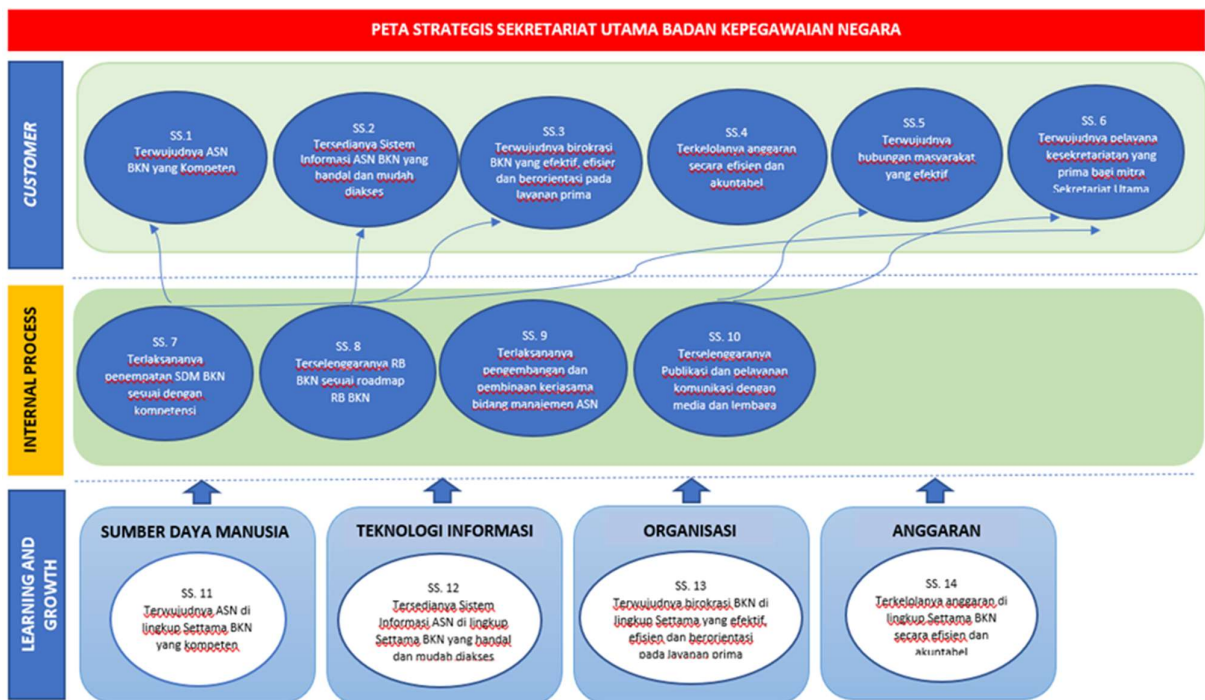 PETA STRATEGIS SEKRETARIAT UTAMA BADAN KEPEGAWAIAN NEGARA
CUSTOMER
SS.1
Terwujudnya ASN
BKN yang Kompeten
SS.2
Tersedianya Sistem
Informasi ASN BKN yang
handal dan mudah
diakses
SS.3
Terwujudnya birokrasi
BKN yang efektif, efisier
dan berorientasi pada
layanan prima
SS.4
Terkelolanya anggaran
secara efisien dan
akuntabel
SS.5
Terwujudnya
hubungan masyarakat
yang efektif
SS. 6
Terwujudnya pelayana
kesekretariatan yang
prima bagi mitra
Sekretariat Utama
INTERNAL PROCESS
SS. 7
Terlaksananya
penempatan SDM BKN
sesuai dengan
kompetensi
SS. 8
Terselenggaranya RB
BKN sesuai roadmap
RB BKN
SS. 9
Terlaksananya
pengembangan dan
pembinaan kerjasama
bidang manajemen ASN
SS. 10
Terselenggaranya
Publikasi dan pelayanan
komunikasi dengan
media dan lembaga
LEARNING AND
GROWTH
SUMBER DAYA MANUSIA
SS. 11
Terwujudnya ASN di
lingkup Settama BKN
yang kompeten
TEKNOLOGI INFORMASI
SS. 12
Tersedianya Sistem
Informasi ASN di lingkup
Settama BKN yang handal
dan mudah diakses
ORGANISASI
SS. 13
Terwujudnya birokrasi BKN di
lingkup Settama yang efektif,
efisien dan berorientasi
pada layanan prima
ANGGARAN
SS. 14
Terkelolanya anggaran di
lingkup Settama BKN
secara efisien dan
akuntabel